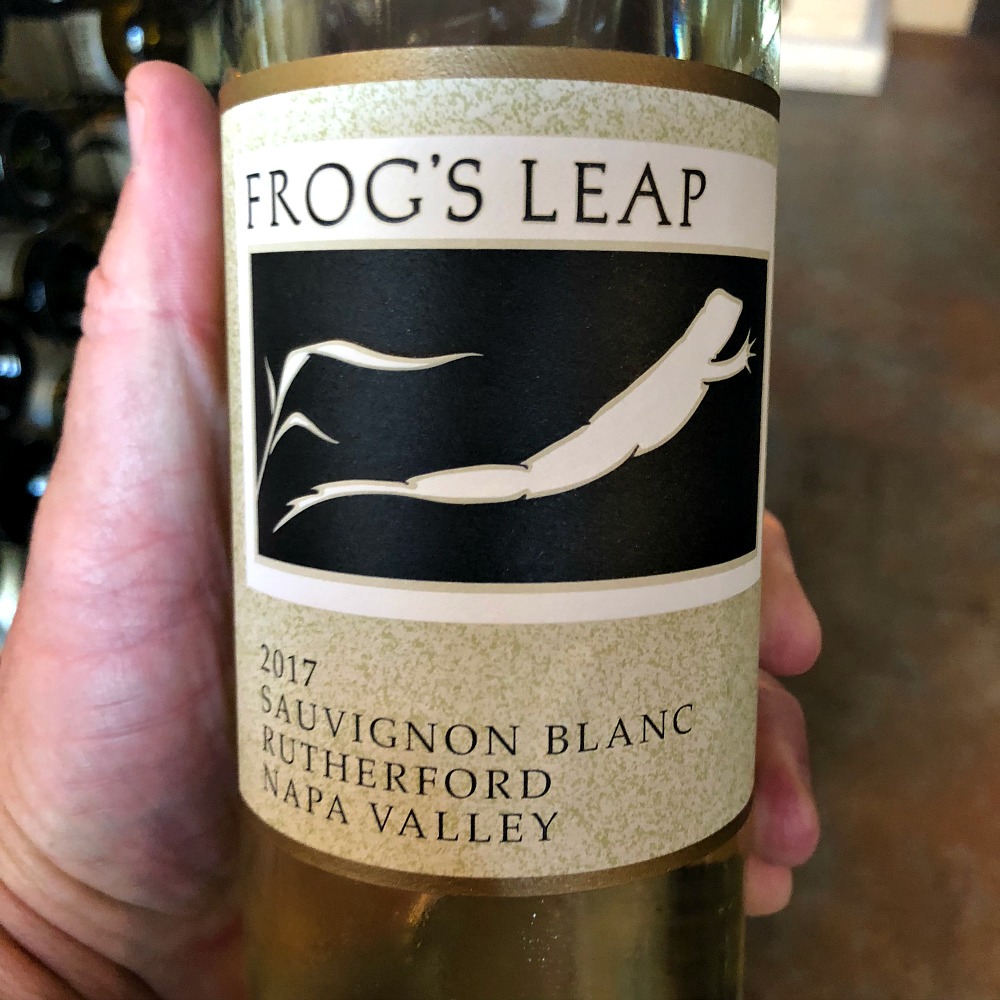 FROG'S LEAP
2017
SAUVIGNON BLANC
RUTHERFORD
NAPA VALLEY